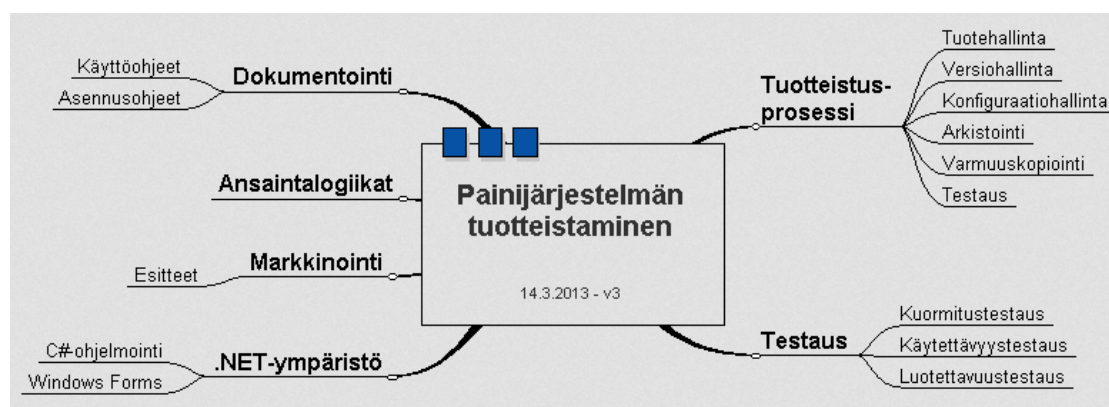 Painijärjestelmän
tuotteistaminen
14.3.2013 - v3
Dokumentointi
Käyttöohjeet
Asennusohjeet
Ansaintalogiikat
Markkinointi
Esitteet
.NET-ympäristö
C#-ohjelmointi
Windows Forms
Tuotteistus-
prosessi
Tuotehallinta
Versiohallinta
Konfiguraatiohallinta
Arkistointi
Varmuuskopiointi
Testaus
Testaus
Kuormitustestaus
Käytettävyystestaus
Luotettavuustestaus